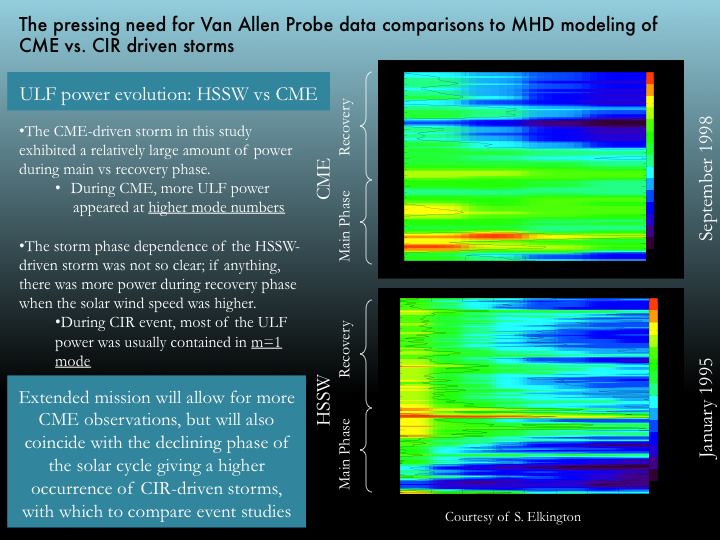 The pressing need for Van Allen Probe data comparisons to MHD modeling of
CME vs. CIR driven storms
ULF power evolution: HSSW vs CME
•The CME-driven storm in this study
exhibited a relatively large amount of power
during main vs recovery phase.
• During CME, more ULF power
appeared at higher mode numbers
•The storm phase dependence of the HSSW-
driven storm was not so clear; if anything,
there was more power during recovery phase
when the solar wind speed was higher.
•During CIR event, most of the ULF
power was usually contained in m=1
mode
Extended mission will allow for more
CME observations, but will also
coincide with the declining phase of
the solar cycle giving a higher
occurrence of CIR-driven storms,
with which to compare event studies
CME
Recovery
Main Phase
September 1998
HSSW
Recovery
Main Phase
January 1995
Courtesy of S. Elkington